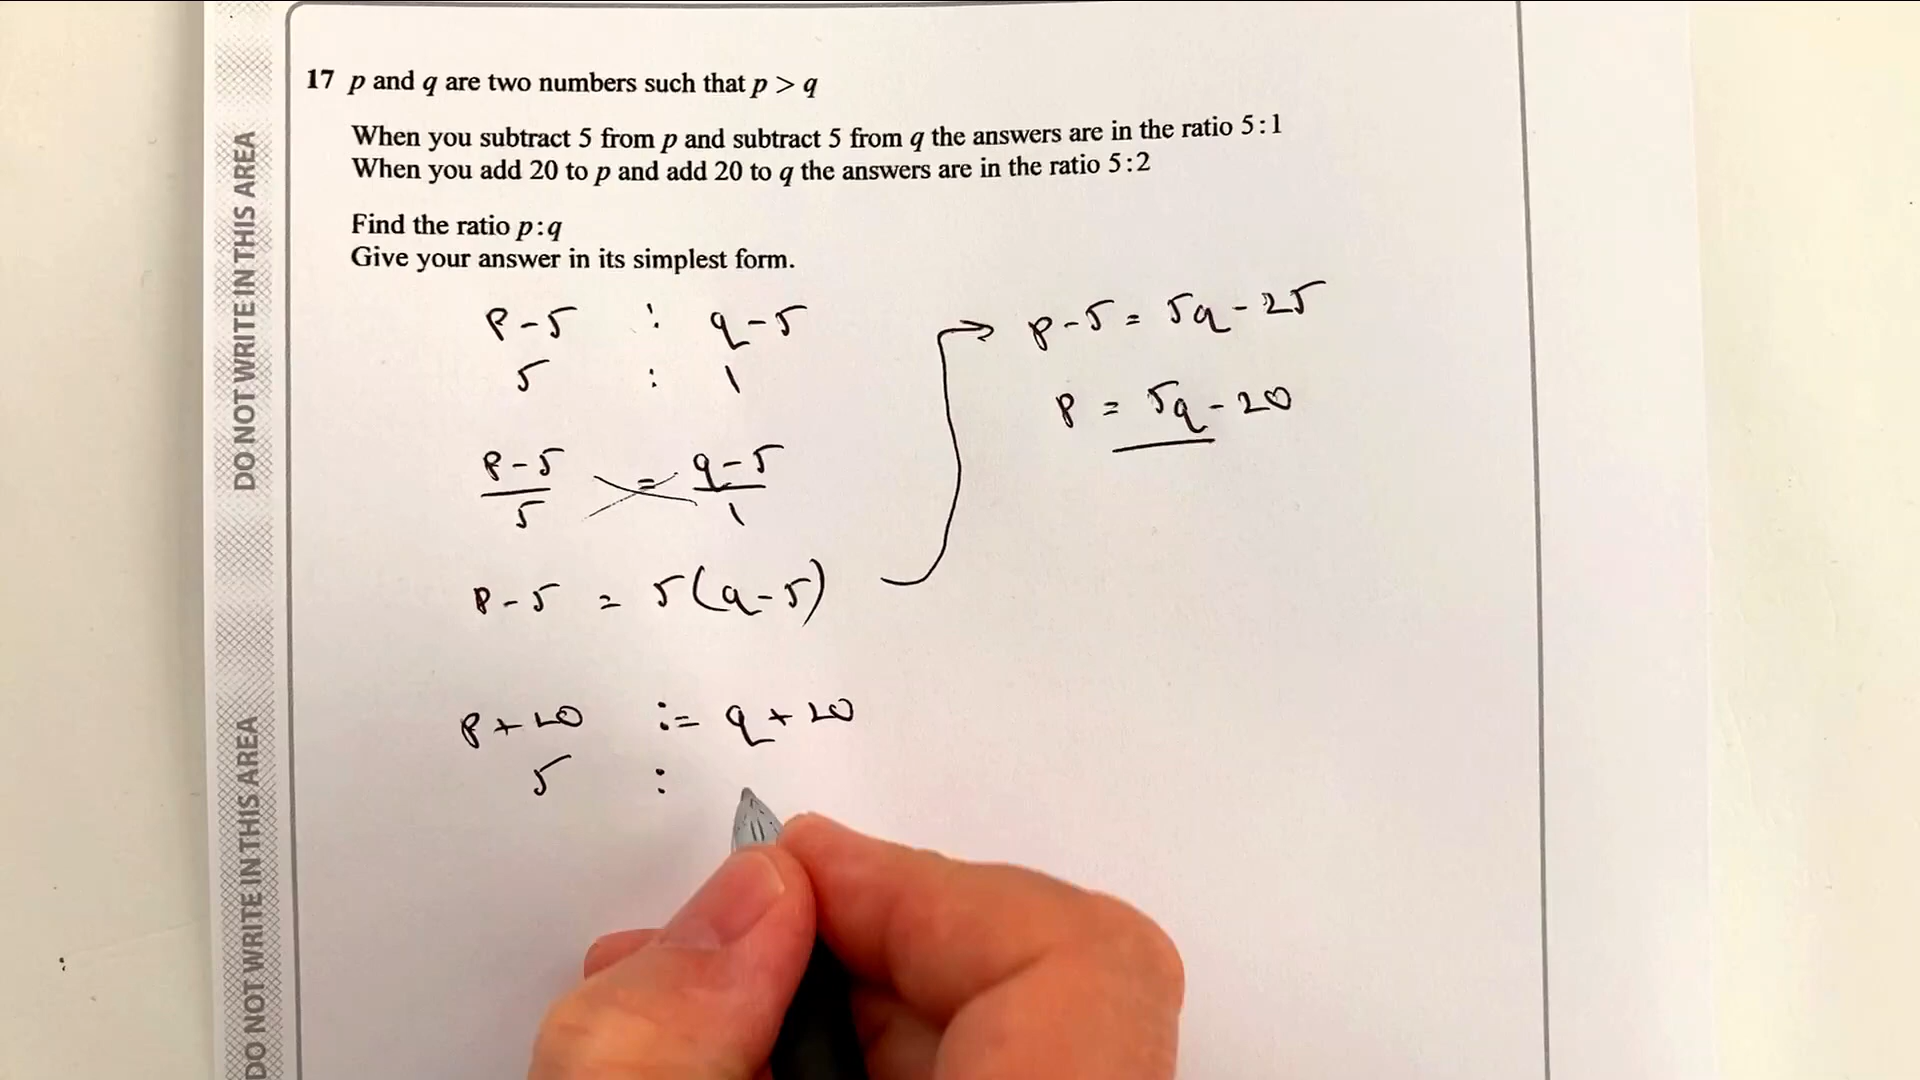 17 p and q are two numbers such that p > q
When you subtract 5 from p and subtract 5 from q the answers are in the ratio 5:1
When you add 20 to p and add 20 to q the answers are in the ratio 5:2
Find the ratio p:q
Give your answer in its simplest form.
p - 5 : q - 5
5 : 1
p - 5 / 5 = q - 5 / 1
p - 5 = 5(q - 5)
p + 20 := q + 20
5 :
p - 5 = 5q - 25
p = 5q - 20
DO NOT WRITE IN THIS AREA
DO NOT WRITE IN THIS AREA